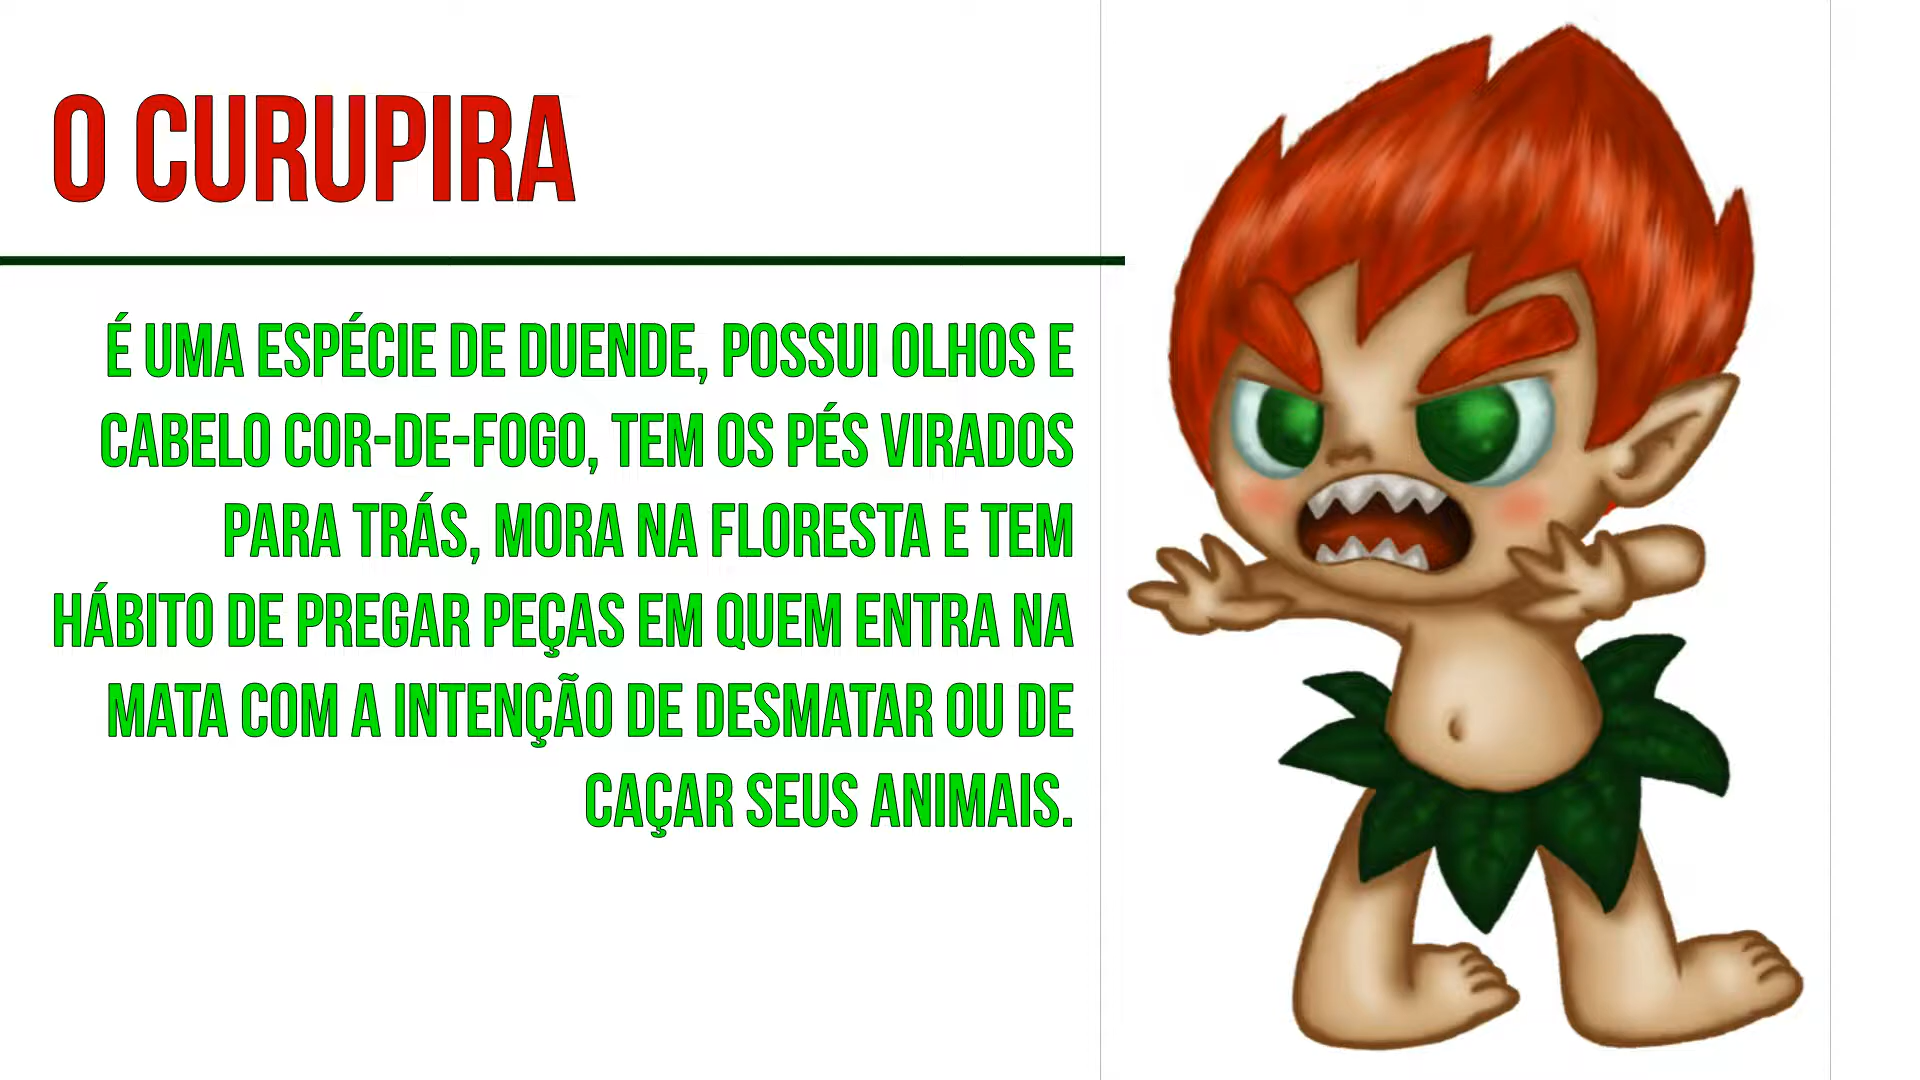 O CURUPIRA
É UMA ESPÉCIE DE DUENDE, POSSUI OLHOS E
CABELO COR-DE-FOGO, TEM OS PÉS VIRADOS
PARA TRÁS, MORA NA FLORESTA E TEM
HÁBITO DE PREGAR PEÇAS EM QUEM ENTRA NA
MATA COM A INTENÇÃO DE DESMATAR OU DE
CAÇAR SEUS ANIMAIS.